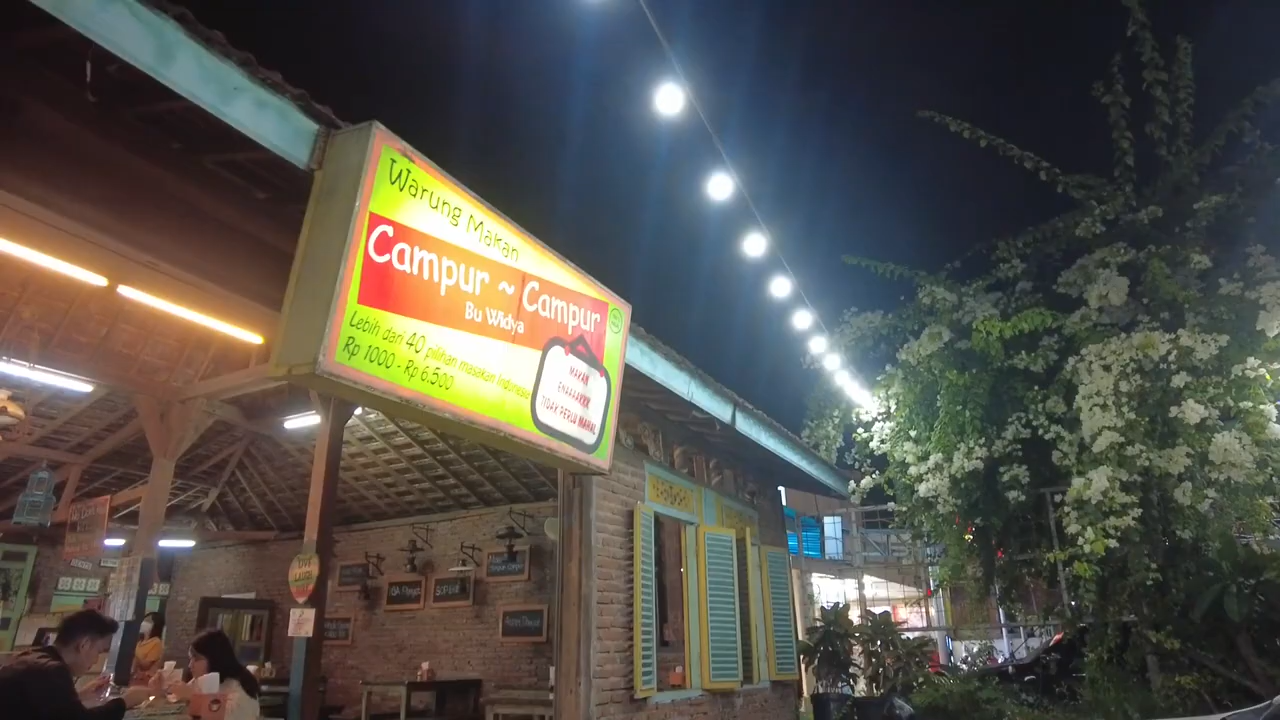 Warung Makan
Campur ~ Campur
Bu Widya
Lebih dari 40 pilihan masakan Indonesia
Rp 1000 - Rp 6.500
MAKAN
ENAAAAKKK
TIDAK PERLU MAHAL